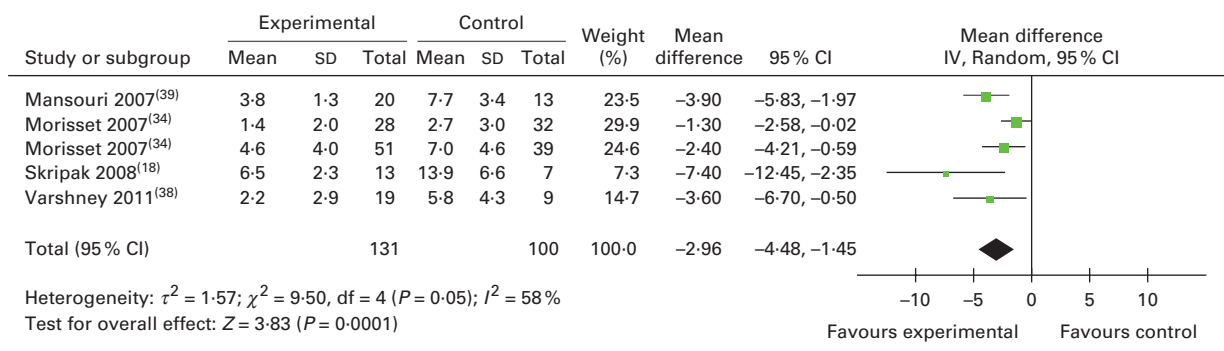 Experimental Control Mean difference
Study or subgroup Mean SD Total Mean SD Total Weight (%) Mean difference 95 % CI IV, Random, 95 % CI
Mansouri 2007(39) 3·8 1·3 20 7·7 3·4 13 23·5 –3·90 –5·83, –1·97
Morisset 2007(34) 1·4 2·0 28 2·7 3·0 32 29·9 –1·30 –2·58, –0·02
Morisset 2007(34) 4·6 4·0 51 7·0 4·6 39 24·6 –2·40 –4·21, –0·59
Skripak 2008(18) 6·5 2·3 13 13·9 6·6 7 7·3 –7·40 –12·45, –2·35
Varshney 2011(38) 2·2 2·9 19 5·8 4·3 9 14·7 –3·60 –6·70, –0·50
Total (95 % CI) 131 100 100·0 –2·96 –4·48, –1·45
Heterogeneity: τ² = 1·57; χ² = 9·50, df = 4 (P = 0·05); I² = 58 %
Test for overall effect: Z = 3·83 (P = 0·0001)
–10 –5 0 5 10
Favours experimental Favours control